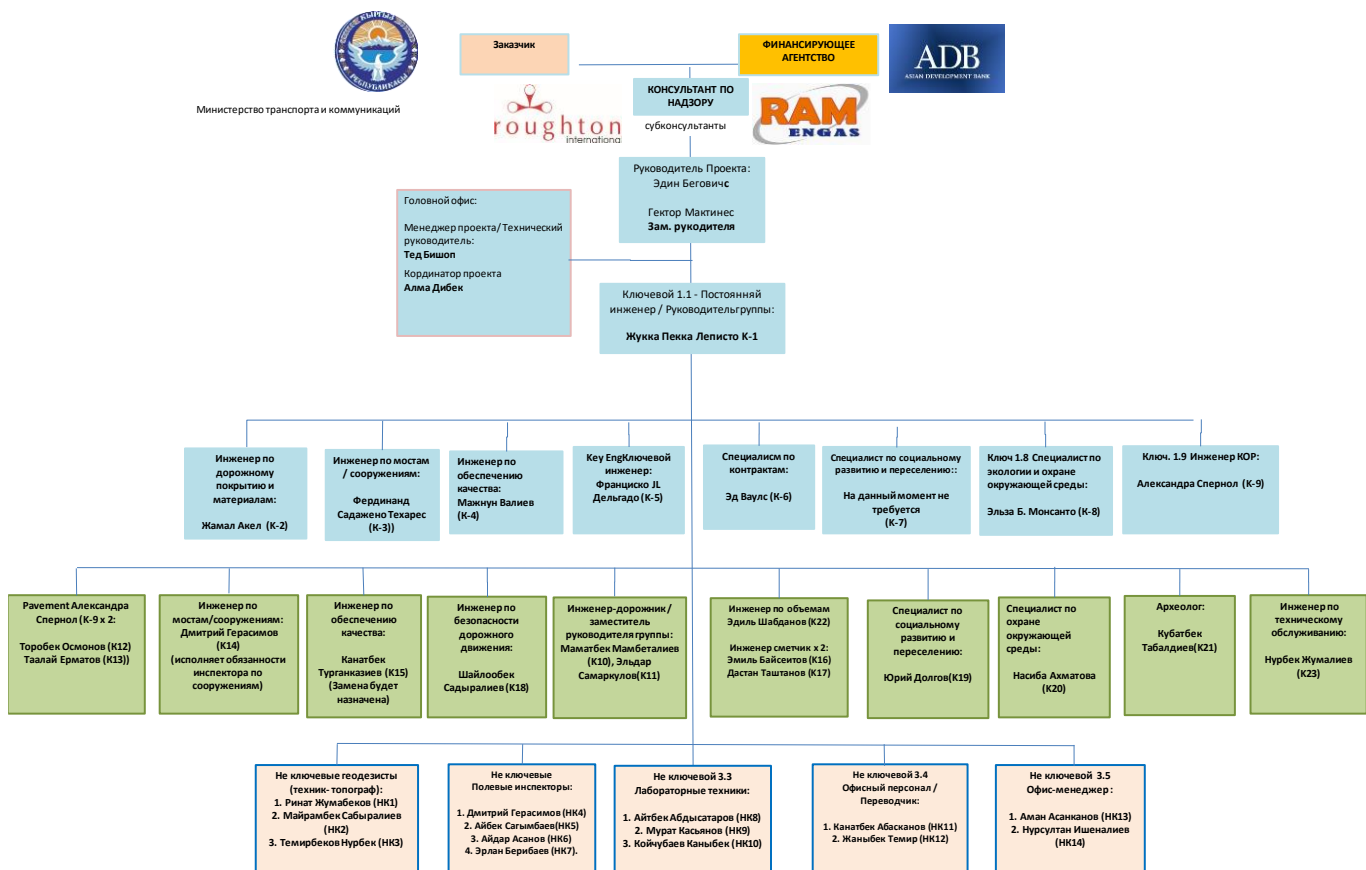 КЫРГЫЗ
РЕСПУБЛИКАСЫ
Заказчик
ФИНАНСИРУЮЩЕЕ
АГЕНТСТВО
ADB
ASIAN DEVELOPMENT BANK
Министерство транспорта и коммуникаций
КОНСУЛЬТАНТ ПО
НАДЗОРУ
roughton
international
субконсультанты
RAM
ENGAS
Руководитель Проекта:
Эдин Беговичс
Гектор Мактинес
Зам. рукодителя
Головной офис:
Менеджер проекта/ Технический
руководитель:
Тед Бишоп
Кординатор проекта
Алма Дибек
Ключевой 1.1 - Постоянняй
инженер / Руководительгруппы:
Жукка Пекка Леписто К-1
Инженер по
дорожному
покрытию и
материалам:
Жамал Акел (К-2)
Инженер по мостам
/ сооружениям:
Фердинанд
Садажено Техарес
(К-3))
Инженер по
обеспечению
качества:
Мажнун Валиев
(К-4)
Key EngКлючевой
инженер:
Франциско JL
Дельгадо (К-5)
Специалисм по
контрактам:
Эд Ваулс (К-6)
Специалист по социальному
развитию и переселению::
На данный момент не
требуется
(К-7)
Ключ 1.8 Специалист по
экологии и охране
окружающей среды:
Эльза Б. Монсанто (К-8)
Ключ. 1.9 Инженер КОР:
Александра Спернол (К-9)
Pavement Александра
Спернол (К-9 х 2:
Торобек Осмонов (К12)
Таалай Ерматов (К13))
Инженер по
мостам/сооружениям:
Дмитрий Герасимов
(К14)
(исполняет обязанности
инспектора по
сооружениям)
Инженер по
обеспечению
качества:
Канатбек
Турганказиев (К15)
(Замена будет
назначена)
Инженер по
безопасности
дорожного
движения:
Шайлообек
Садыралиев(К18)
Инженер-дорожник /
заместитель
руководителя группы:
Маматбек Мамбеталиев
(К10), Эльдар
Самаркулов(К11)
Инженер по объемам
Эдиль Шабданов (К22)
Инженер сметчик х 2:
Эмиль Байсеитов (К16)
Дастан Таштанов (К17)
Специалист по
социальному
развитию и
переселению:
Юрий Долгов(К19)
Специалист по
охране
окружающей
среды:
Насиба Ахматова
(К20)
Археолог:
Кубатбек
Табалдиев(К21)
Инженер по
техническому
обслуживанию:
Нурбек Жумалиев
(К23)
Не ключевые геодезисты
(техник- топограф):
1. Ринат Жумабеков (НК1)
2. Майрамбек Сабыралиев
(НК2)
3. Темирбеков Нурбек (НК3)
Не ключевые
Полевые инспекторы:
1. Дмитрий Герасимов (НК4)
2. Айбек Сагымбаев(НК5)
3. Айдар Асанов (НК6)
4. Эрлан Берибаев (НК7).
Не ключевой 3.3
Лабораторные техники:
1. Айтбек Абдысатаров (НК8)
2. Мурат Касьянов (НК9)
3. Койчубаев Каныбек (НК10)
Не ключевой 3.4
Офисный персонал /
Переводчик:
1. Канатбек Абасканов (НК11)
2. Жаныбек Темир (НК12)
Не ключевой 3.5
Офис-менеджер :
1. Аман Асанканов (НК13)
2. Нурсултан Ишеналиев
(НК14)